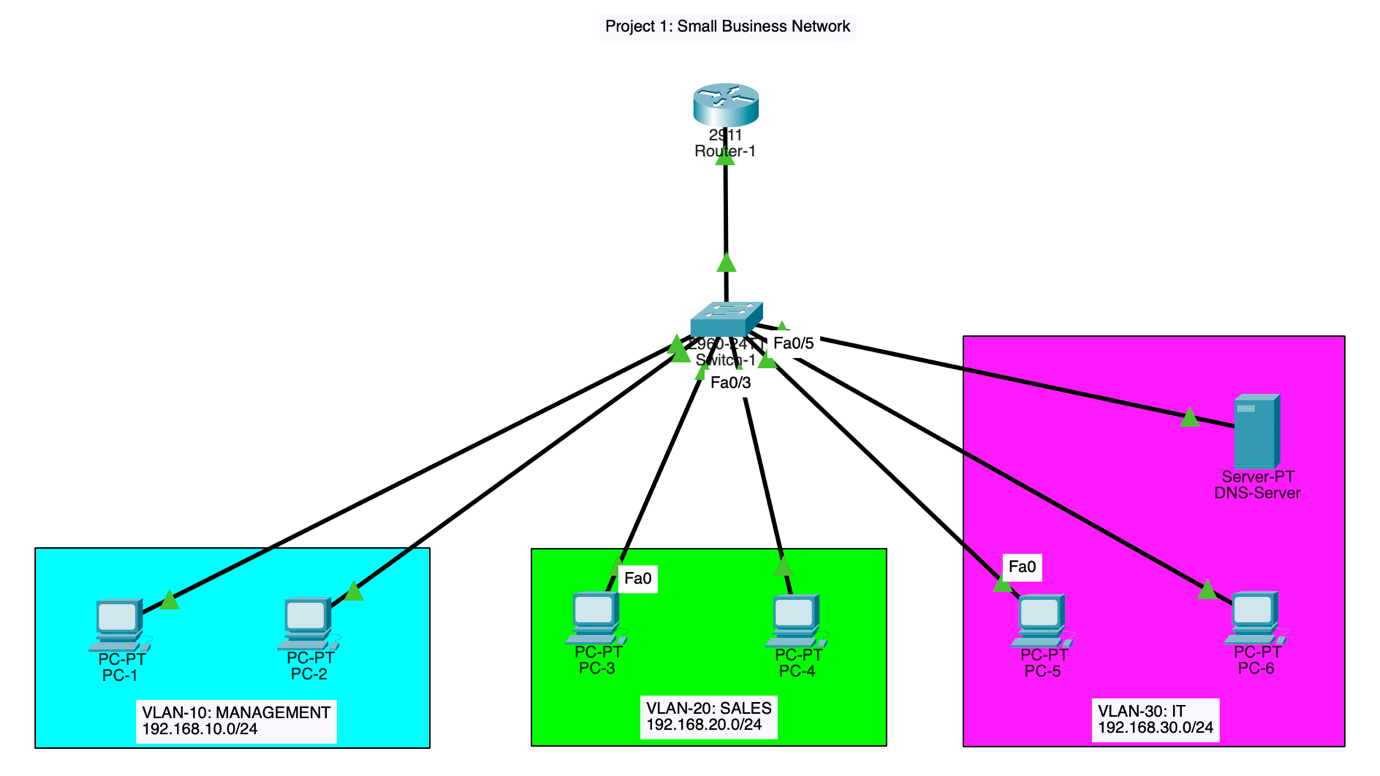 Project 1: Small Business Network
2911
Router-1
Switch-1
Fa0/5
Fa0/3
Server-PT
DNS-Server
Fa0
Fa0
PC-PT
PC-1
PC-PT
PC-2
PC-PT
PC-3
PC-PT
PC-4
PC-PT
PC-5
PC-PT
PC-6
VLAN-10: MANAGEMENT
192.168.10.0/24
VLAN-20: SALES
192.168.20.0/24
VLAN-30: IT
192.168.30.0/24